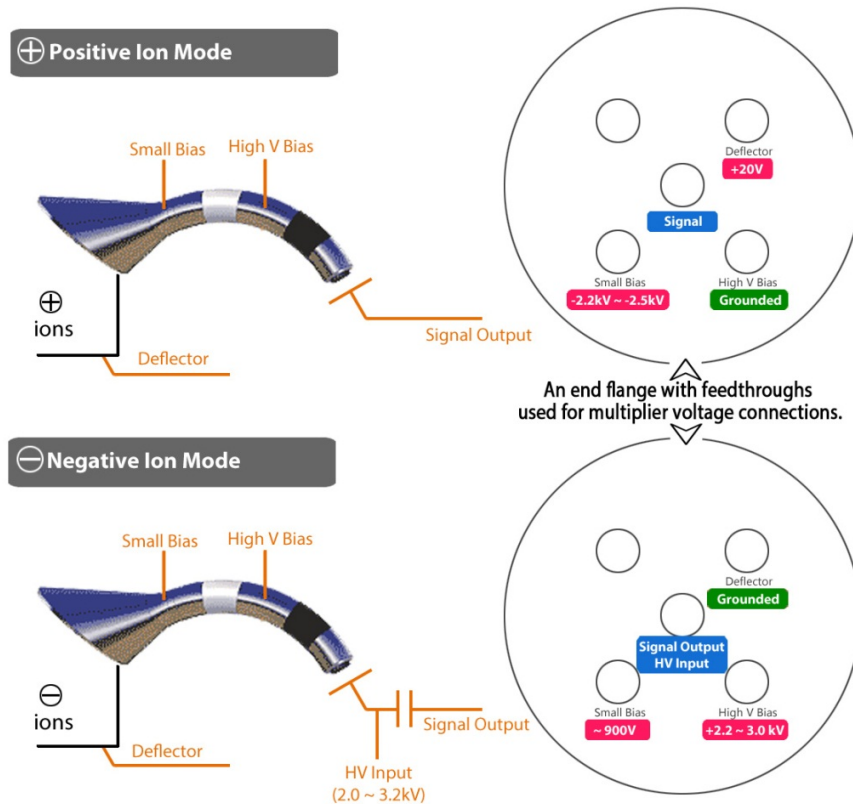 ⊕ Positive Ion Mode
Small Bias
High V Bias
⊕
ions
Deflector
Signal Output
Deflector
+20V
Signal
Small Bias
-2.2kV ~ -2.5kV
High V Bias
Grounded
An end flange with feedthroughs
used for multiplier voltage connections.
⊖ Negative Ion Mode
Small Bias
High V Bias
⊖
ions
Deflector
Signal Output
HV Input
(2.0 ~ 3.2kV)
Deflector
Grounded
Signal Output
HV Input
Small Bias
~ 900V
High V Bias
+2.2 ~ 3.0 kV